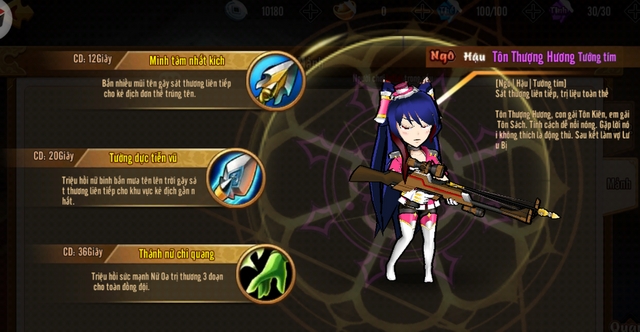 10180
0
100/100
30/30
CD: 12Giây
Minh tâm nhất kích
Bắn nhiều mũi tên gây sát thương liên tiếp
cho kẻ địch đơn thể trúng tên.
CD: 20Giây
Tường dực tiễn vũ
Triệu hồi nữ binh bắn mưa tên lên trời gây sá
t thương liên tiếp cho khu vực kẻ địch gần n
hất.
CD: 36Giây
Thánh nữ chi quang
Triệu hồi sức mạnh Nữ Oa trị thương 3 đoạn
cho toàn đồng đội.
Ngô Hậu Tôn Thượng Hương Tướng tím
[Ngô | Hậu | Tướng tím]
Sát thương liên tiếp, trị liệu toàn thể
Tôn Thượng Hương, con gái Tôn Kiên, em gái
Tôn Sách. Tính cách dễ nổi nóng. Gặp lời nó
i không thích là động thủ. Sau kết làm vợ Lư
u Bị
Mảnh